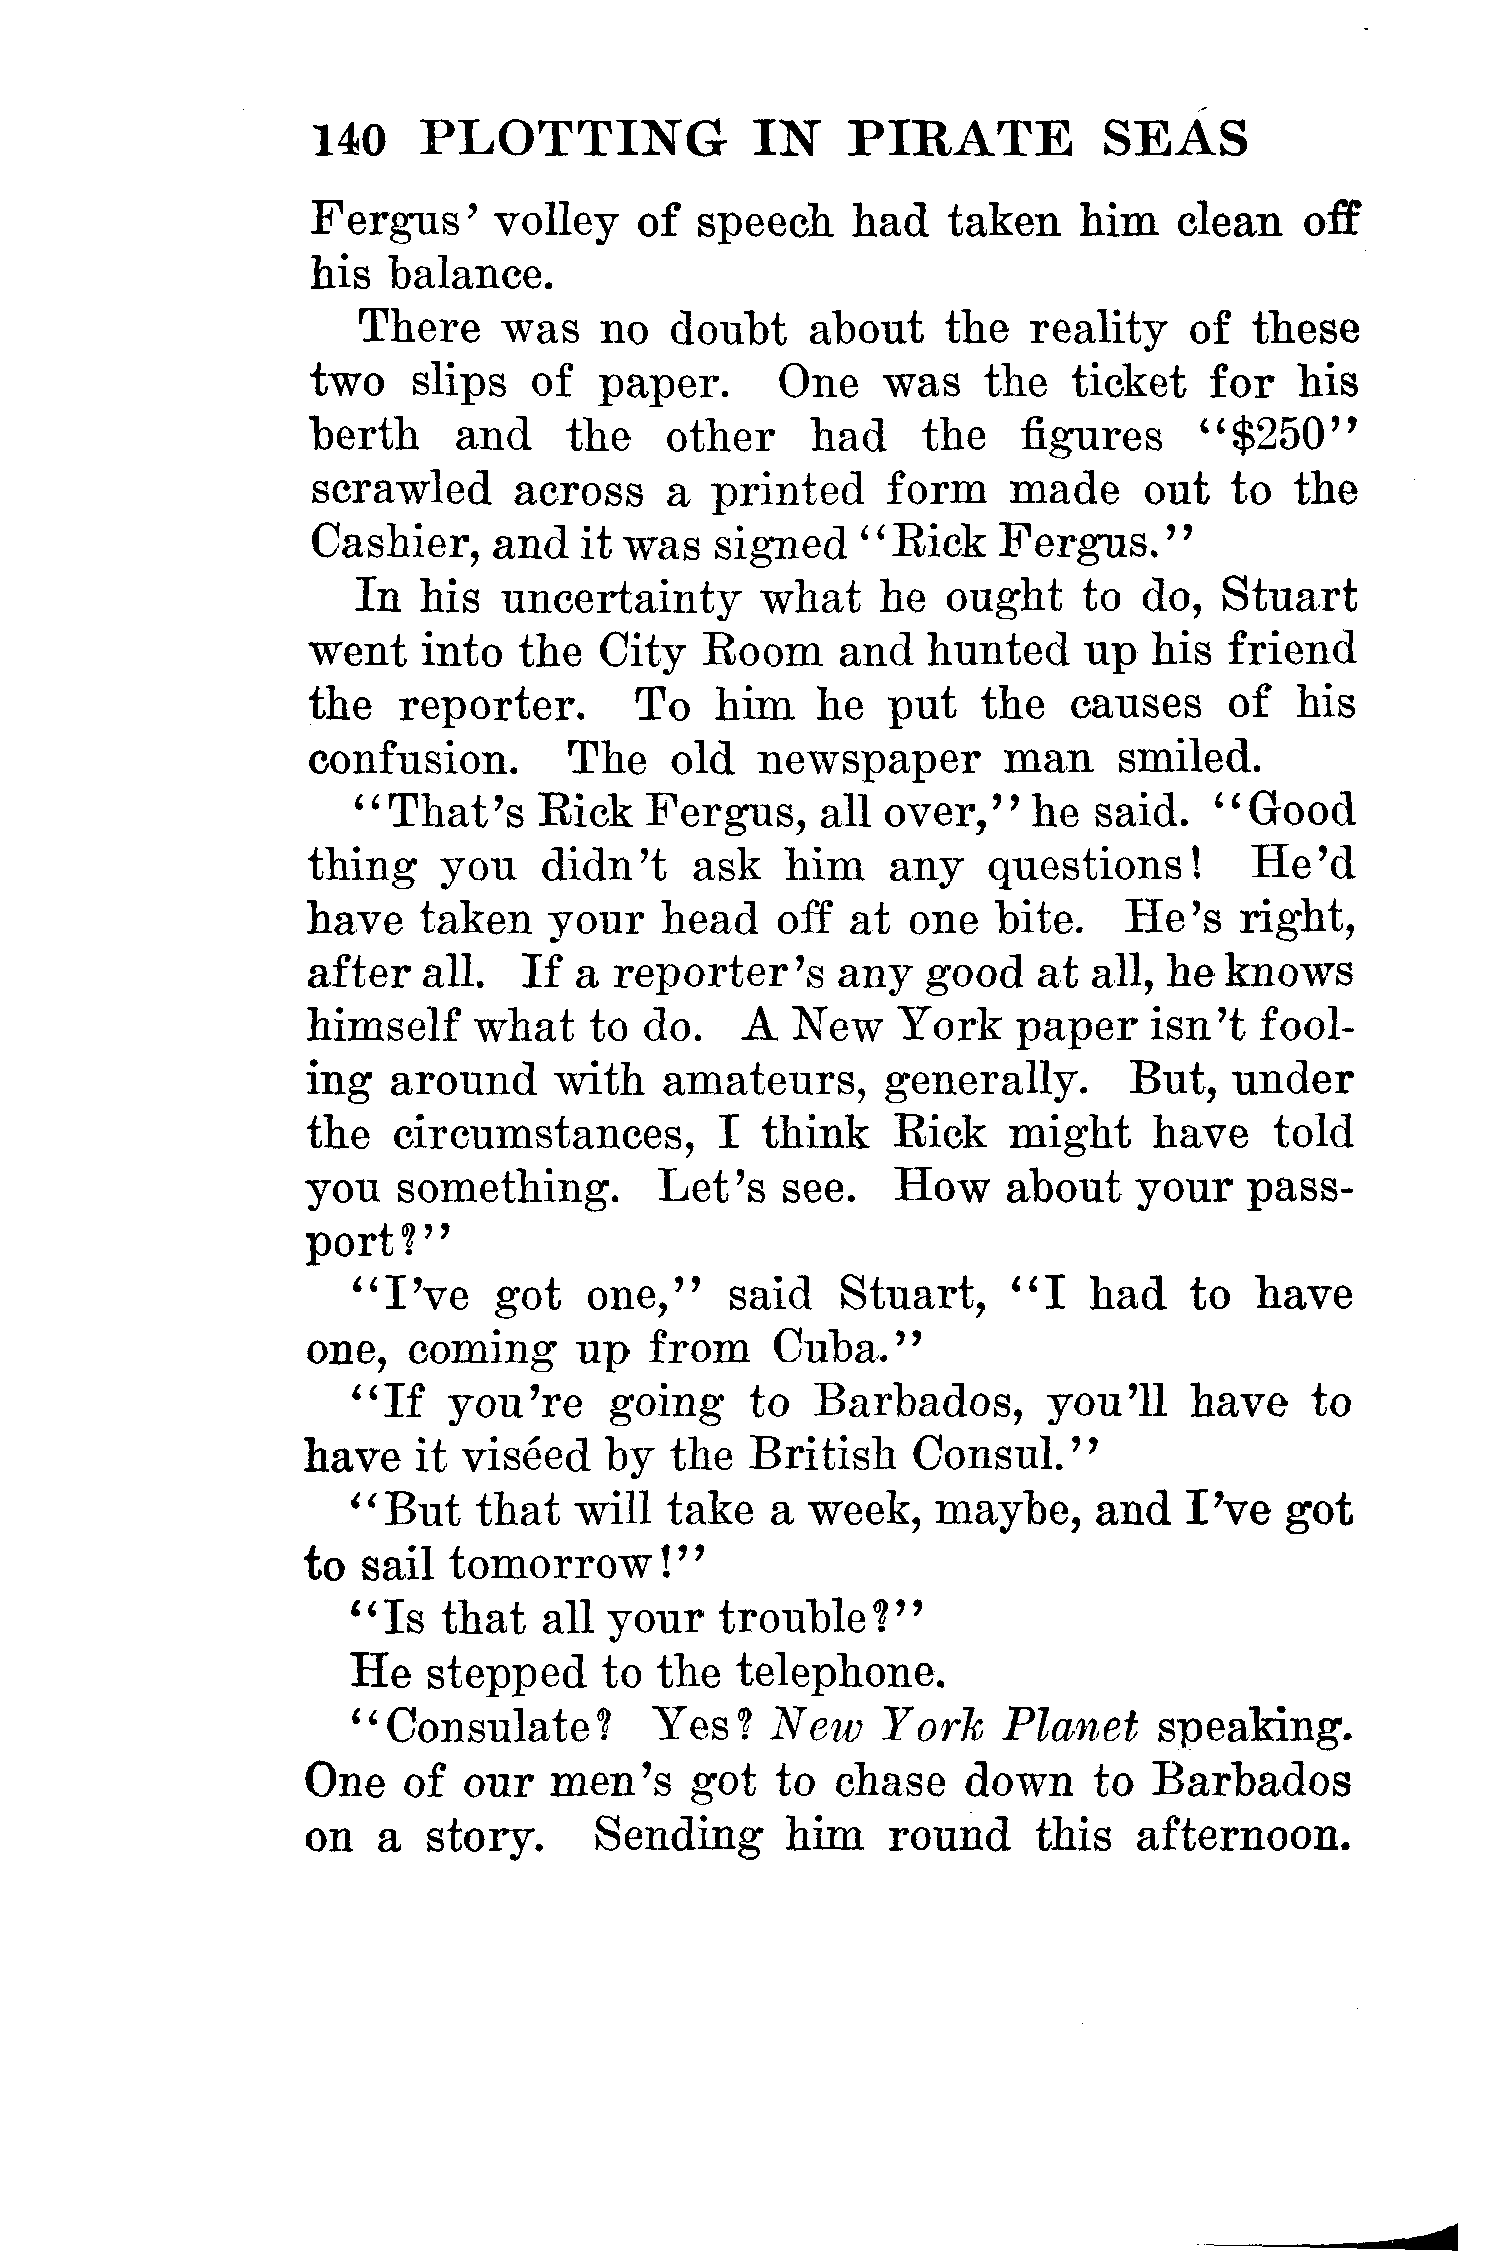 140 PLOTTING IN PIRATE SEAS
Fergus' volley of speech had taken him clean off
his balance.
There was no doubt about the reality of these
two slips of paper. One was the ticket for his
berth and the other had the figures "$250"
scrawled across a printed form made out to the
Cashier, and it was signed "Rick Fergus."
In his uncertainty what he ought to do, Stuart
went into the City Room and hunted up his friend
the reporter. To him he put the causes of his
confusion. The old newspaper man smiled.
"That's Rick Fergus, all over," he said. "Good
thing you didn't ask him any questions! He'd
have taken your head off at one bite. He's right,
after all. If a reporter's any good at all, he knows
himself what to do. A New York paper isn't fool-
ing around with amateurs, generally. But, under
the circumstances, I think Rick might have told
you something. Let's see. How about your pass-
port?"
"I've got one," said Stuart, "I had to have
one, coming up from Cuba."
"If you're going to Barbados, you'll have to
have it viséed by the British Consul."
"But that will take a week, maybe, and I've got
to sail tomorrow!"
"Is that all your trouble?"
He stepped to the telephone.
"Consulate? Yes? New York Planet speaking.
One of our men's got to chase down to Barbados
on a story. Sending him round this afternoon.